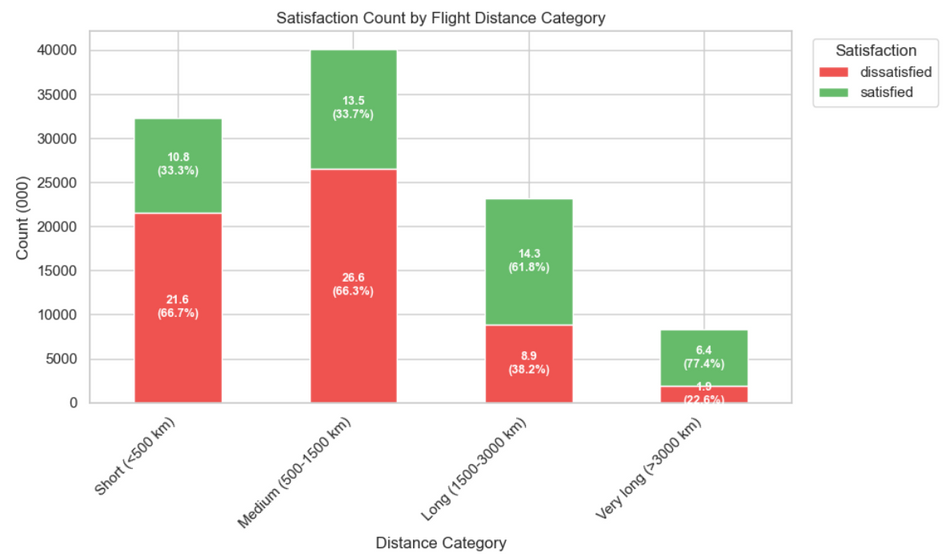 Satisfaction Count by Flight Distance Category
Satisfaction
dissatisfied
satisfied
Count (000)
40000
35000
30000
25000
20000
15000
10000
5000
0
10.8
(33.3%)
21.6
(66.7%)
13.5
(33.7%)
26.6
(66.3%)
14.3
(61.8%)
8.9
(38.2%)
6.4
(77.4%)
1.9
(22.6%)
Short (<500 km)
Medium (500-1500 km)
Long (1500-3000 km)
Very long (>3000 km)
Distance Category